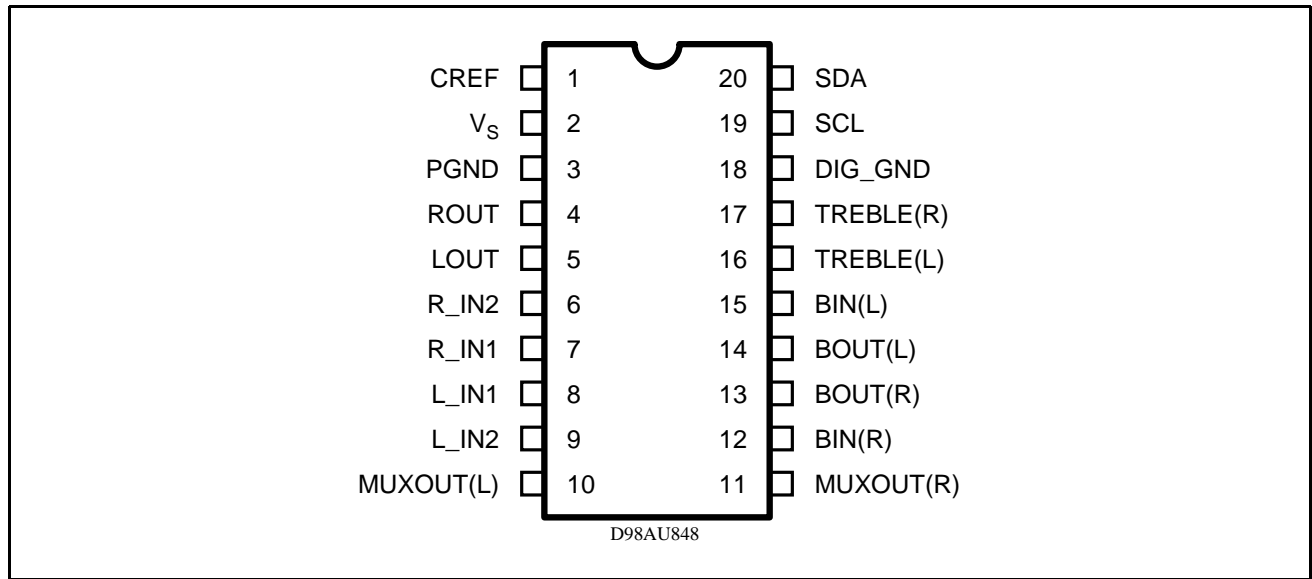 CREF 1 20 SDA
VS 2 19 SCL
PGND 3 18 DIG_GND
ROUT 4 17 TREBLE(R)
LOUT 5 16 TREBLE(L)
R_IN2 6 15 BIN(L)
R_IN1 7 14 BOUT(L)
L_IN1 8 13 BOUT(R)
L_IN2 9 12 BIN(R)
MUXOUT(L) 10 11 MUXOUT(R)
D98AU848